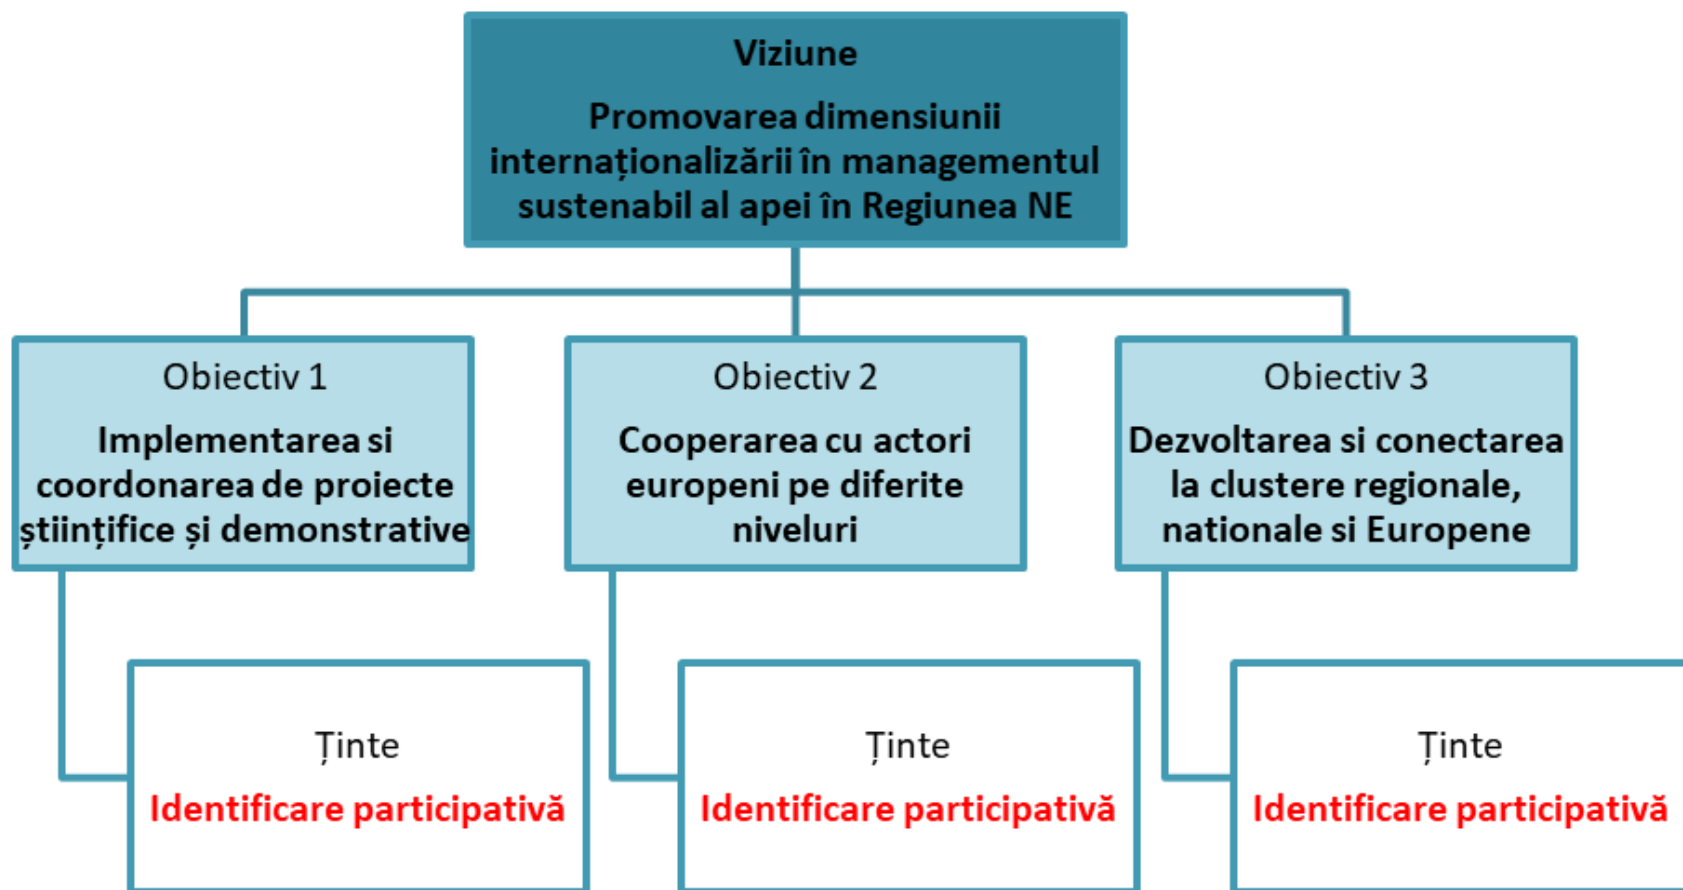 Viziune
Promovarea dimensiunii
internaționalizării în managementul
sustenabil al apei în Regiunea NE
Obiectiv 1
Implementarea si
coordonarea de proiecte
științifice și demonstrative
Obiectiv 2
Cooperarea cu actori
europeni pe diferite
niveluri
Obiectiv 3
Dezvoltarea si conectarea
la clustere regionale,
nationale si Europene
Ținte
Identificare participativă
Ținte
Identificare participativă
Ținte
Identificare participativă